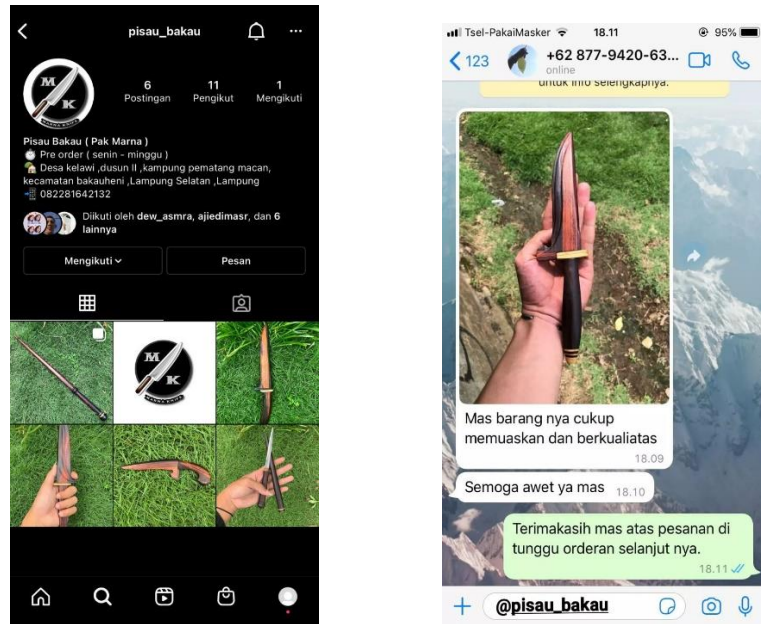 pisau_bakau
6
Postingan
11
Pengikut
1
Mengikuti
M
K
MARNA KNIFE
Pisau Bakau ( Pak Marna )
Pre order ( senin - minggu )
Desa kelawi ,dusun II ,kampung pematang macan,
kecamatan bakauheni ,Lampung Selatan ,Lampung
082281642132
Diikuti oleh dew_asmra, ajiedimasr, dan 6
lainnya
Mengikuti
Pesan
M
K
MARNA KNIFE
Tsel-PakaiMasker
18.11
95%
123
+62 877-9420-63...
online
untuk info selengkapnya.
Mas barang nya cukup
memuaskan dan berkualiatas
18.09
Semoga awet ya mas
18.10
Terimakasih mas atas pesanan di
tunggu orderan selanjut nya.
18.11
@pisau_bakau